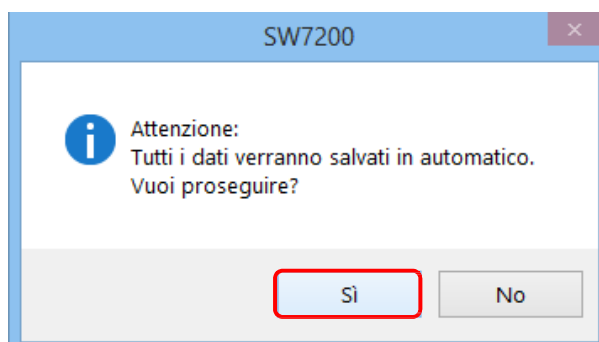 SW7200
Attenzione:
Tutti i dati verranno salvati in automatico.
Vuoi proseguire?
Sì
No